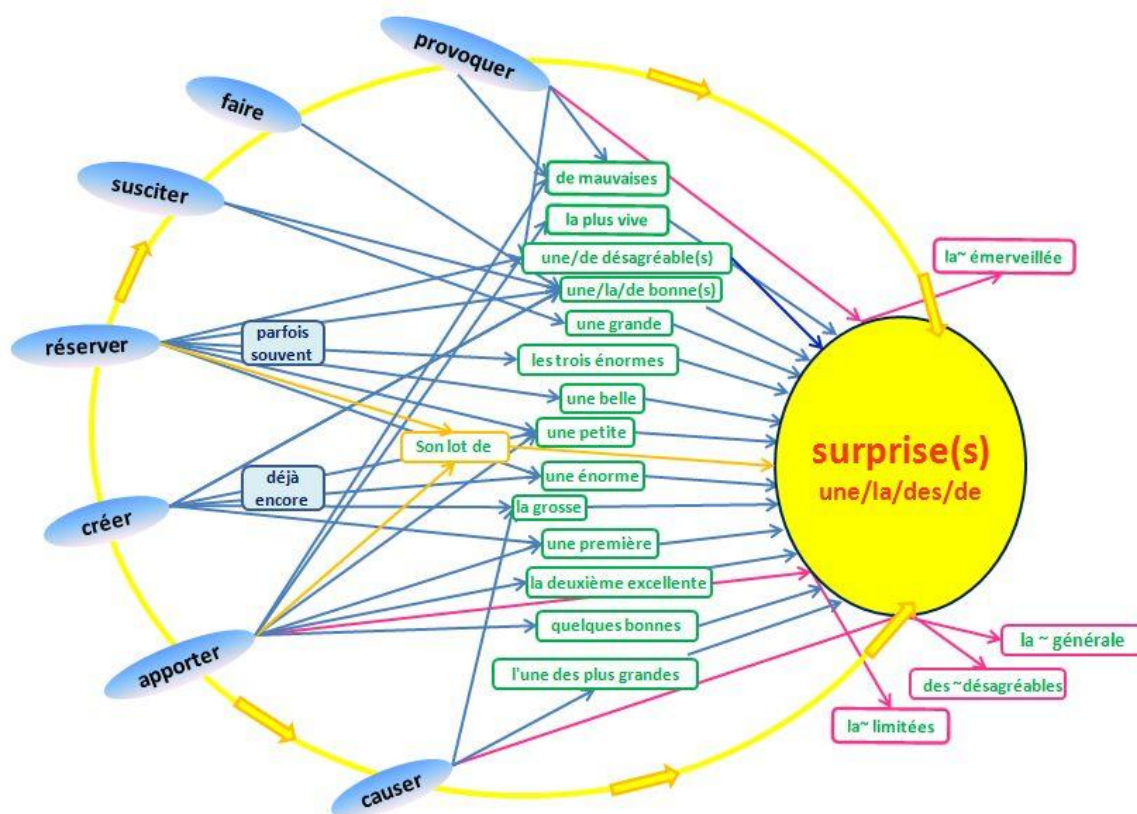 provoquer
faire
susciter
réserver
créer
apporter
causer
parfois
souvent
déjà
encore
Son lot de
de mauvaises
la plus vive
une/de désagréable(s)
une/la/de bonne(s)
une grande
les trois énormes
une belle
une petite
une énorme
la grosse
une première
la deuxième excellente
quelques bonnes
l'une des plus grandes
surprise(s)
une/la/des/de
la~ émerveillée
la ~ générale
des ~désagréables
la~ limitées